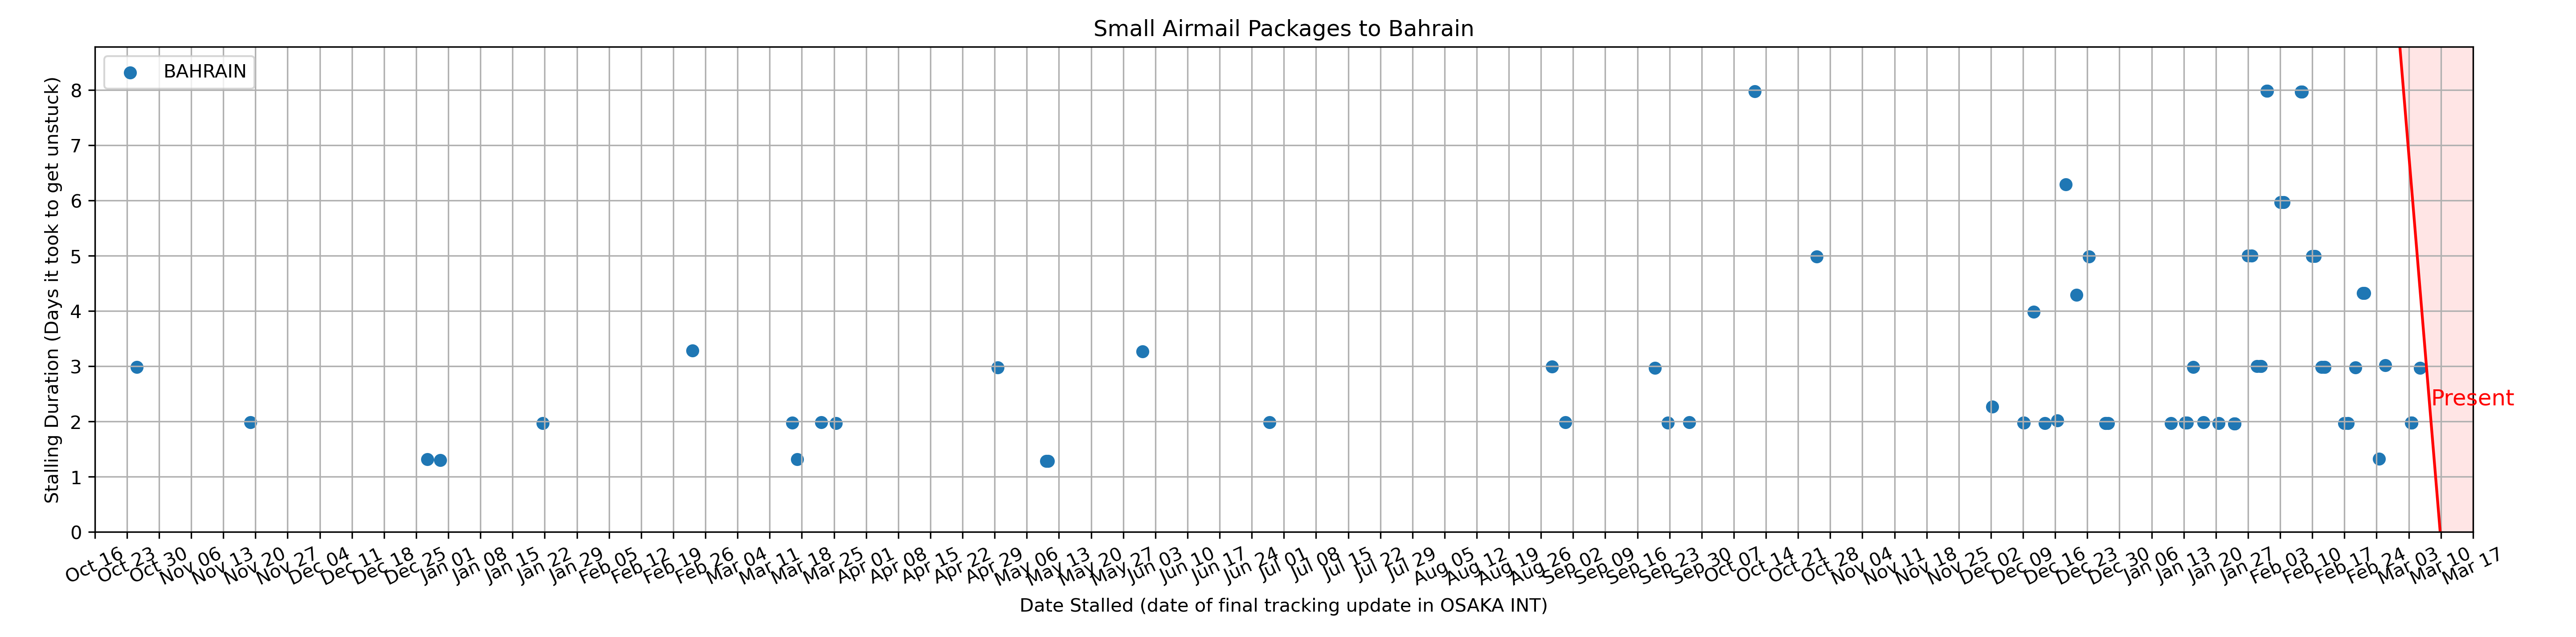 Small Airmail Packages to Bahrain
BAHRAIN
Stalling Duration (Days it took to get unstuck)
8
7
6
5
4
3
2
1
0
Present
Oct 16 Oct 23 Oct 30 Nov 06 Nov 13 Nov 20 Nov 27 Dec 04 Dec 11 Dec 18 Dec 25 Jan 01 Jan 08 Jan 15 Jan 22 Jan 29 Feb 05 Feb 12 Feb 19 Feb 26 Mar 04 Mar 11 Mar 18 Mar 25 Apr 01 Apr 08 Apr 15 Apr 22 Apr 29 May 06 May 13 May 20 May 27 Jun 03 Jun 10 Jun 17 Jun 24 Jul 01 Jul 08 Jul 15 Jul 22 Jul 29 Aug 05 Aug 12 Aug 19 Aug 26 Sep 02 Sep 09 Sep 16 Sep 23 Sep 30 Oct 07 Oct 14 Oct 21 Oct 28 Nov 04 Nov 11 Nov 18 Nov 25 Dec 02 Dec 09 Dec 16 Dec 23 Dec 30 Jan 06 Jan 13 Jan 20 Jan 27 Feb 03 Feb 10 Feb 17 Feb 24 Mar 03 Mar 10 Mar 17
Date Stalled (date of final tracking update in OSAKA INT)